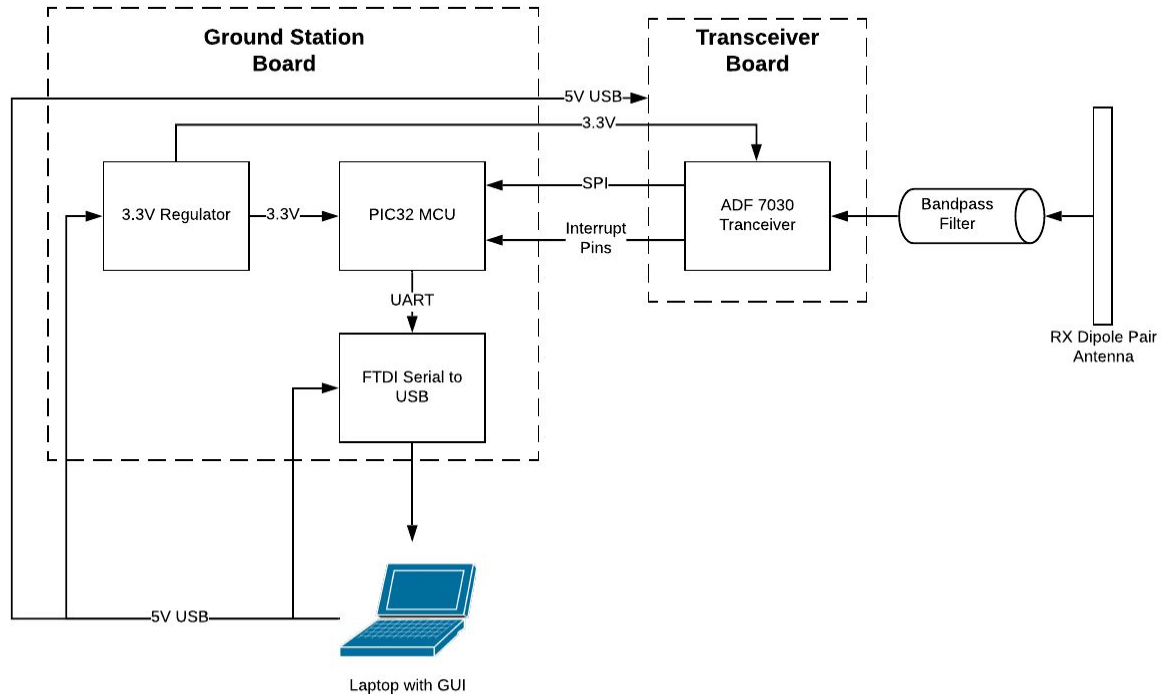 Ground Station
Board
Transceiver
Board
5V USB
3.3V
3.3V Regulator
3.3V
PIC32 MCU
SPI
Interrupt
Pins
ADF 7030
Tranceiver
Bandpass
Filter
RX Dipole Pair
Antenna
UART
FTDI Serial to
USB
5V USB
Laptop with GUI